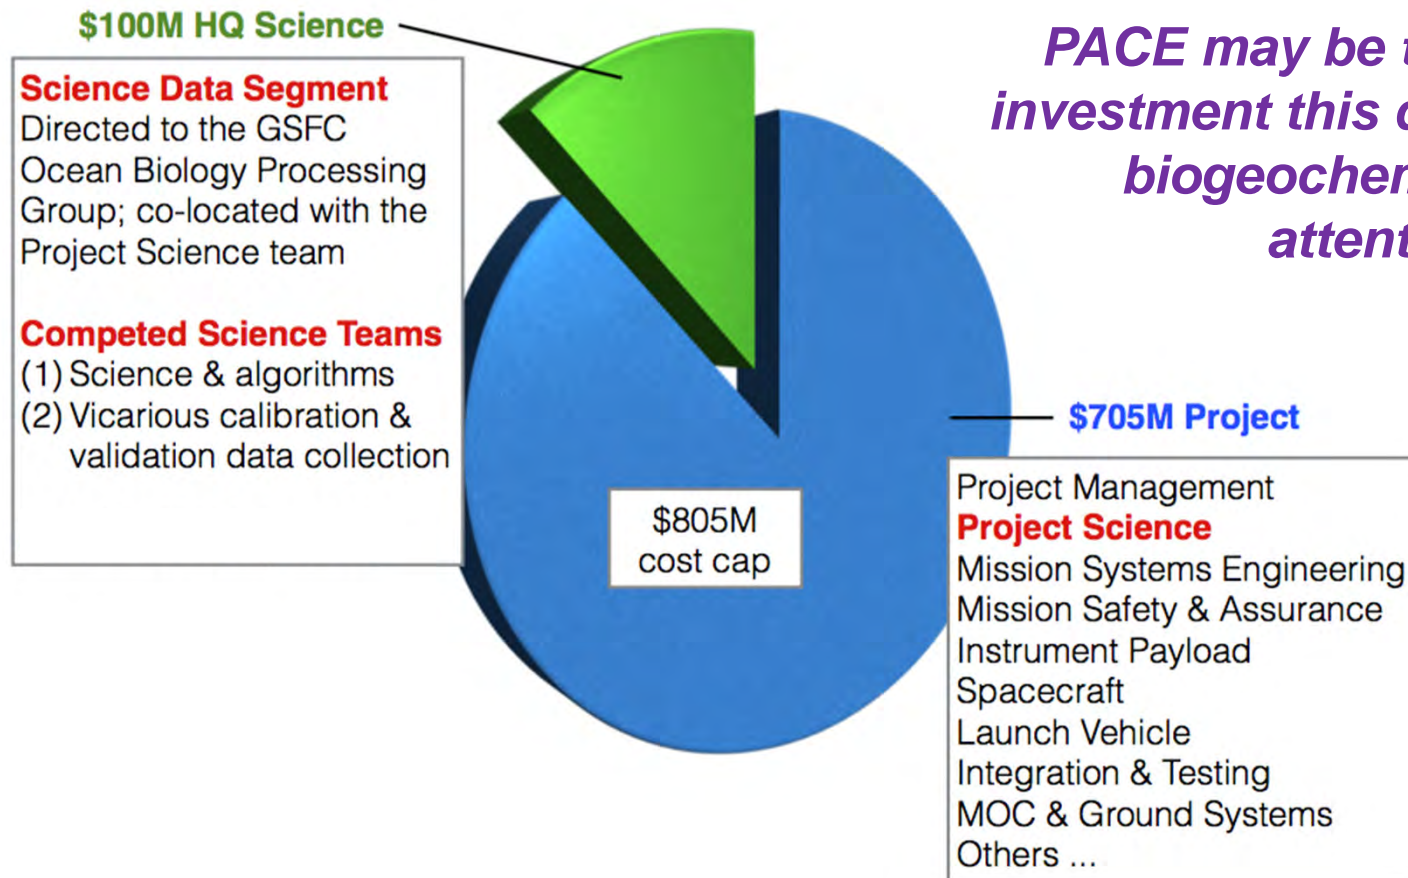 $100M HQ Science
Science Data Segment
Directed to the GSFC
Ocean Biology Processing
Group; co-located with the
Project Science team
Competed Science Teams
(1) Science & algorithms
(2) Vicarious calibration &
validation data collection
PACE may be
investment this
biogeochem
attent
$805M
cost cap
$705M Project
Project Management
Project Science
Mission Systems Engineering
Mission Safety & Assurance
Instrument Payload
Spacecraft
Launch Vehicle
Integration & Testing
MOC & Ground Systems
Others ...